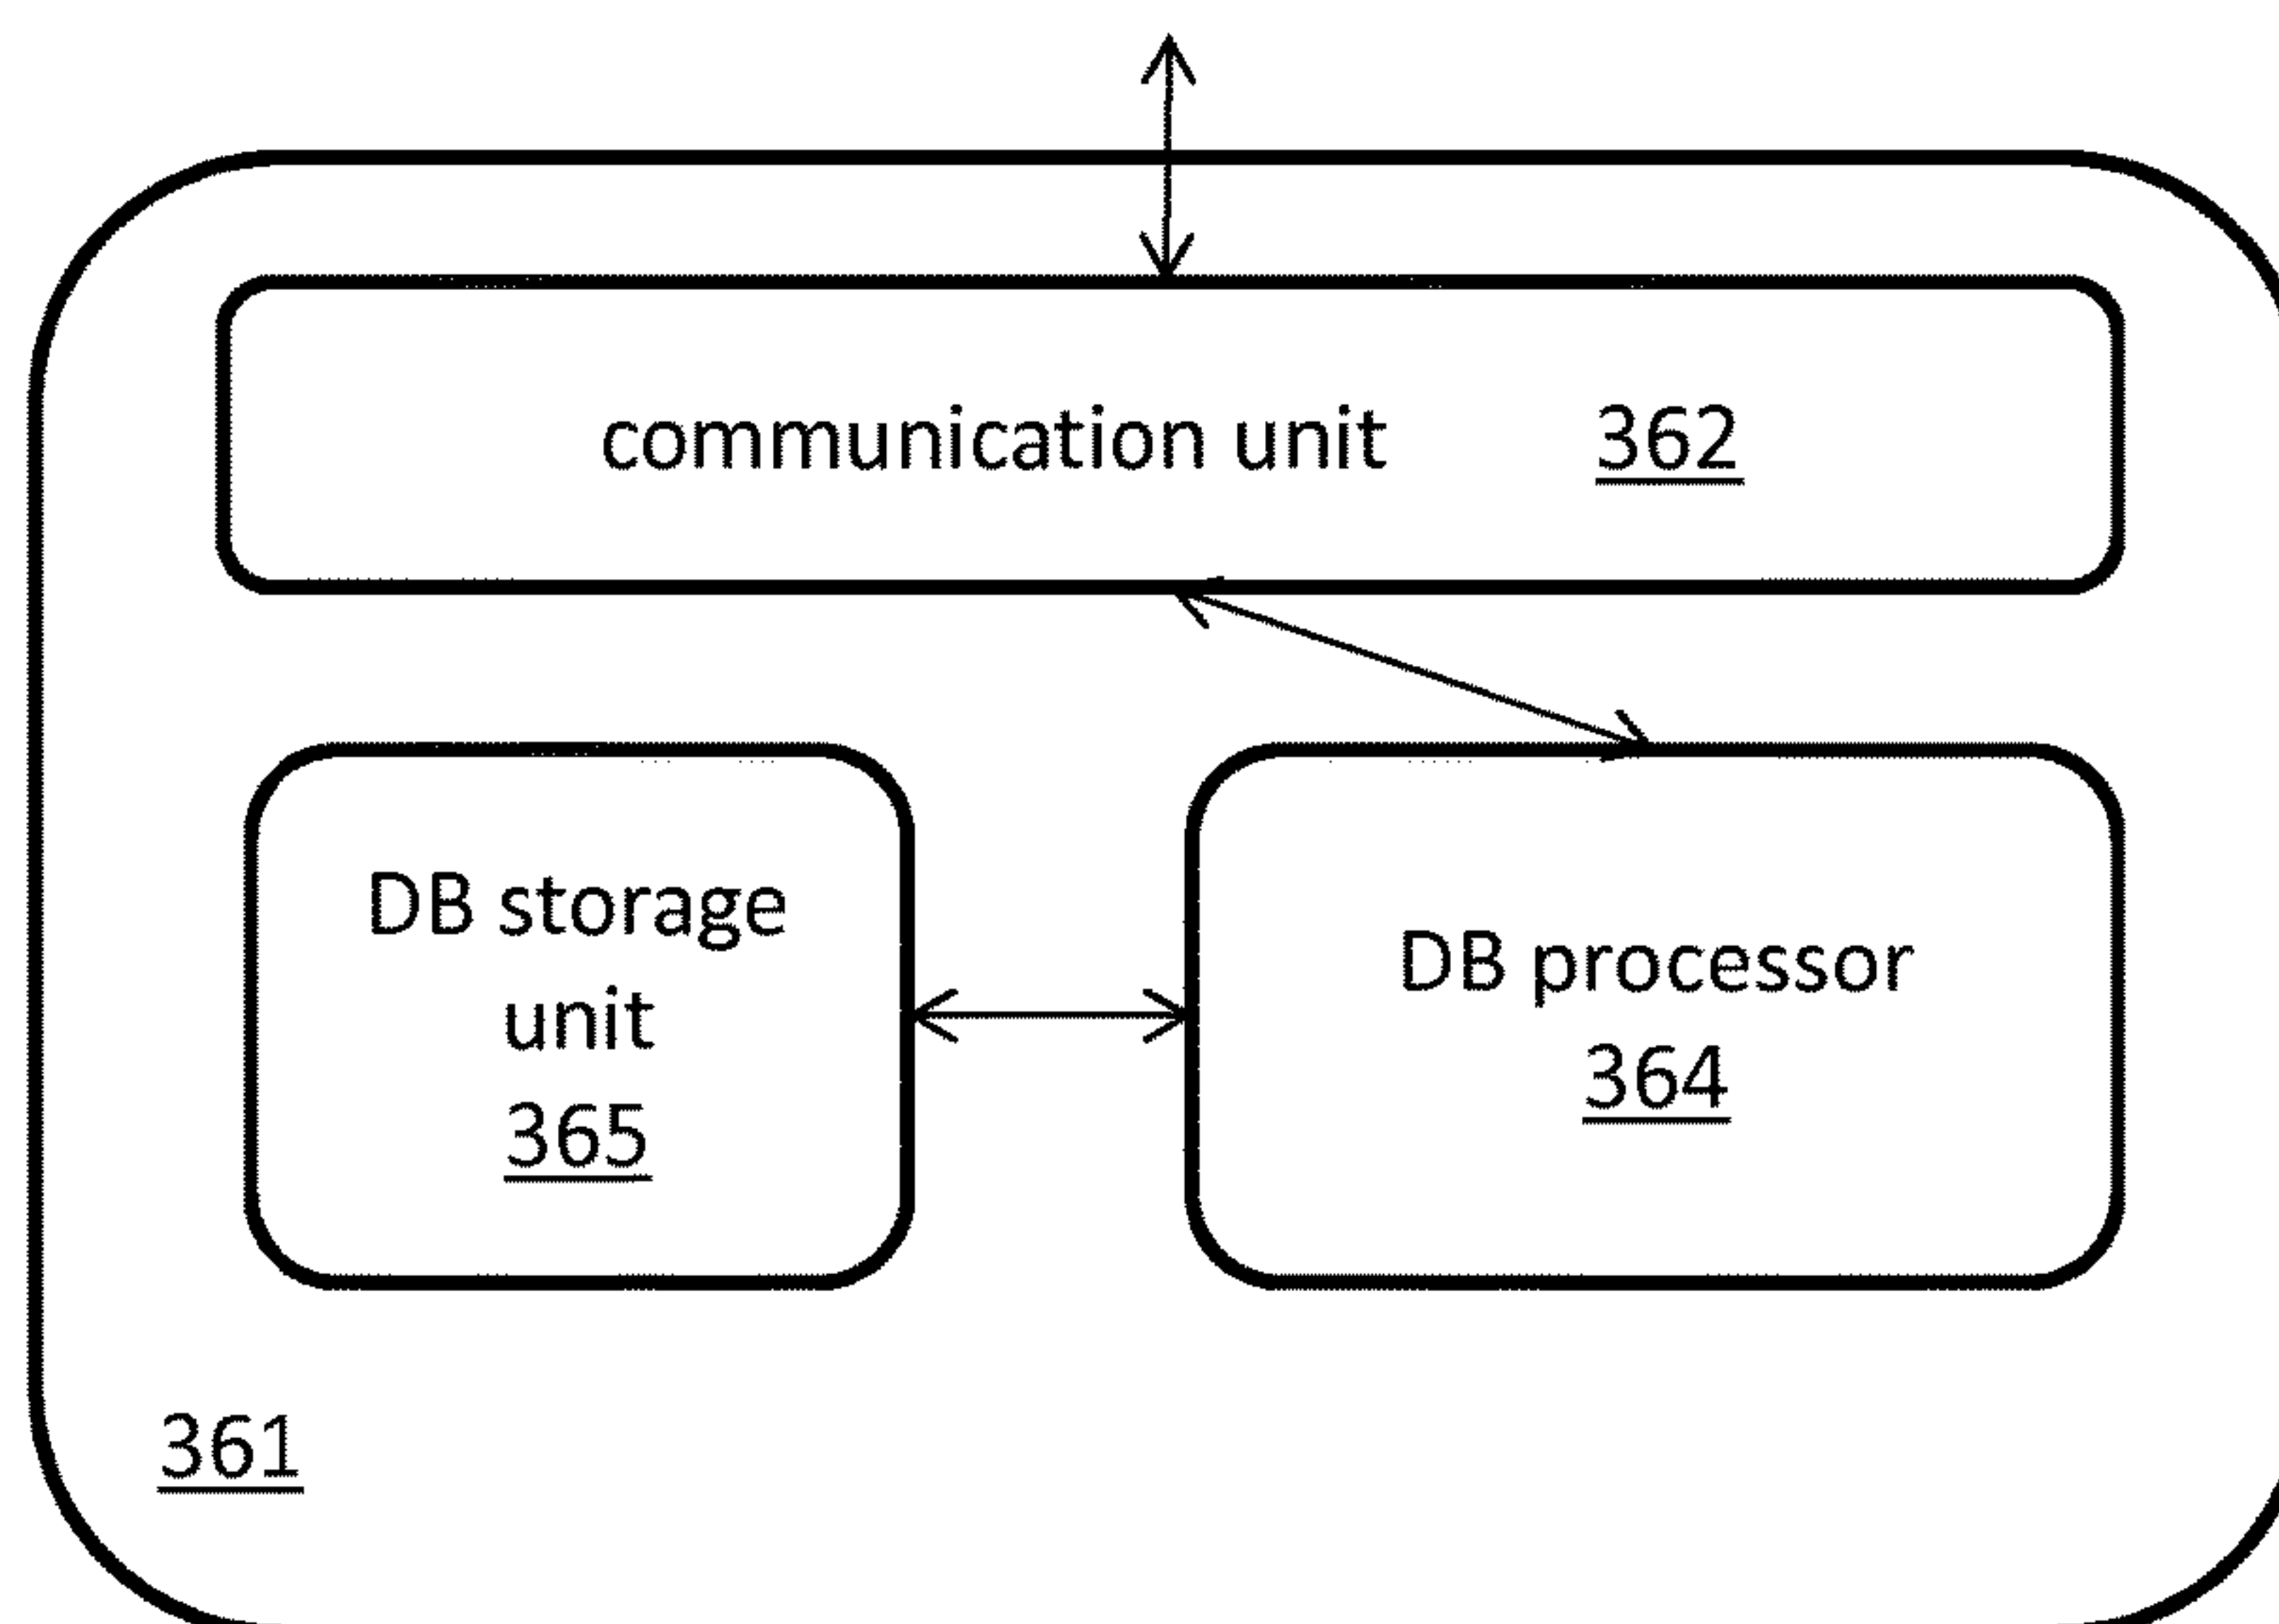 communication unit 362
DB storage
unit
365
DB processor
364
361